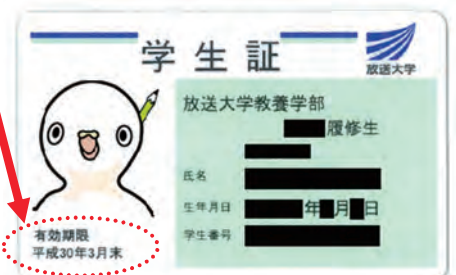 学生証
放送大学
放送大学教養学部
履修生
氏名
生年月日 年 月 日
学生番号
有効期限
平成30年3月末